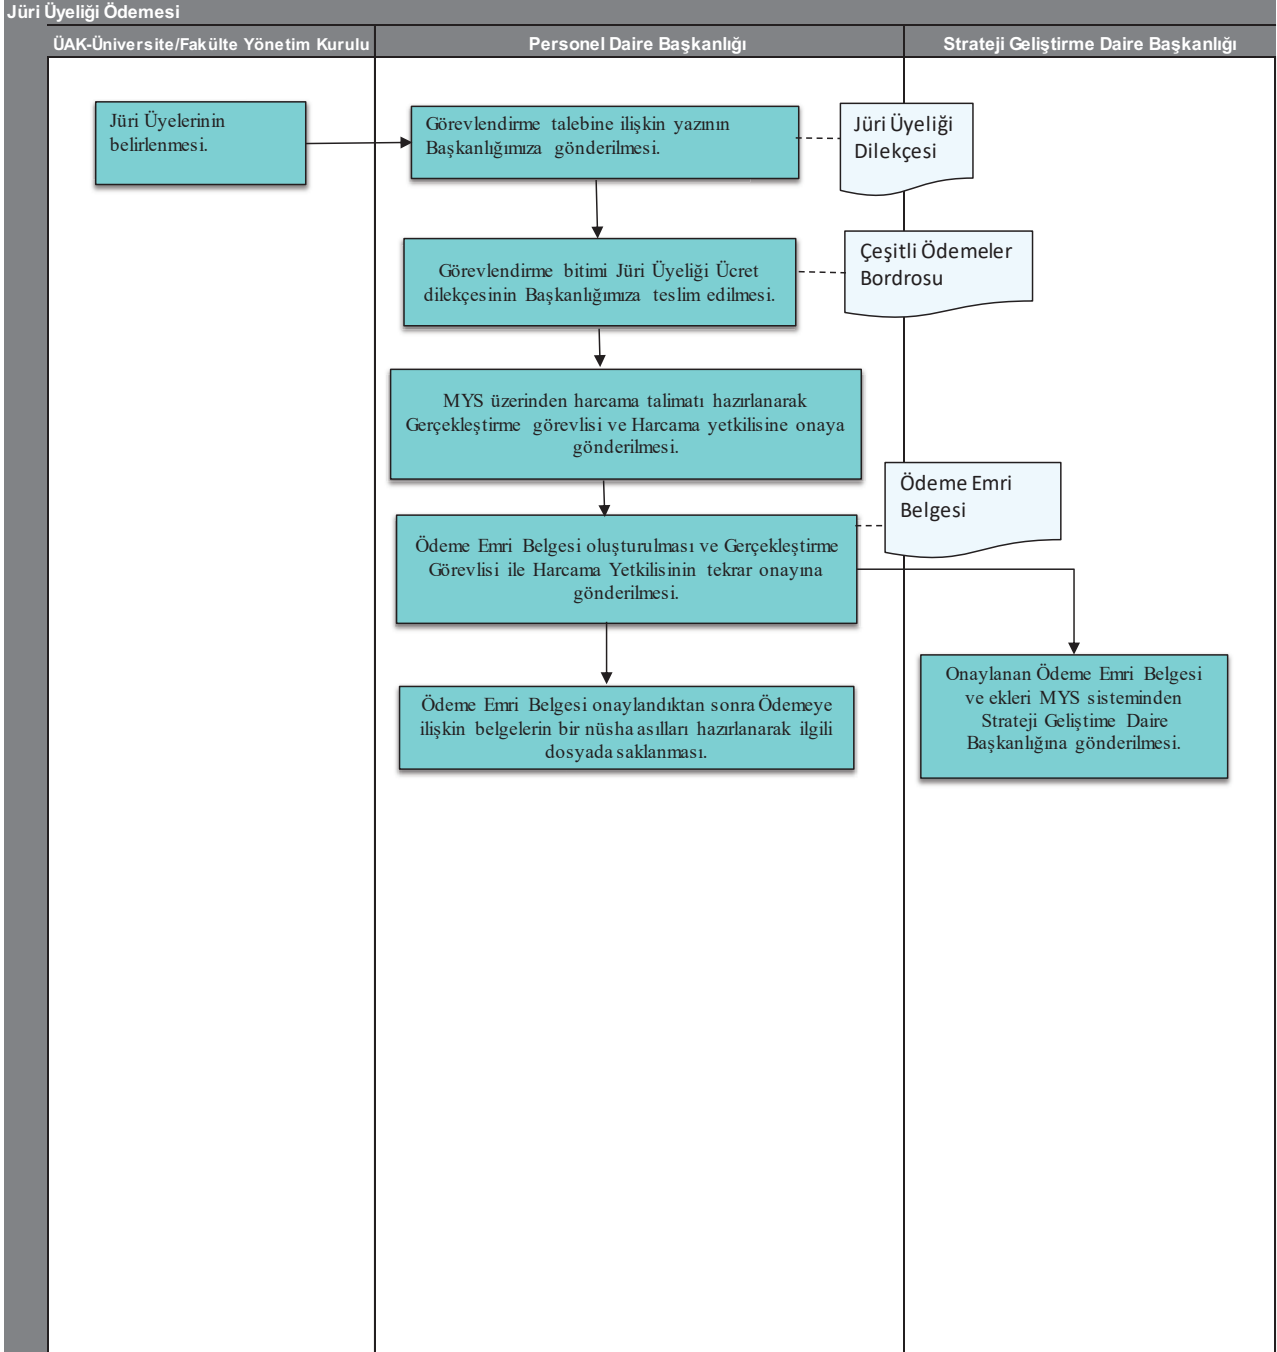 Jüri Üyeliği Ödemesi
ÜAK-Üniversite/Fakülte Yönetim Kurulu
Personel Daire Başkanlığı
Strateji Geliştirme Daire Başkanlığı
Jüri Üyelerinin
belirlenmesi.
Görevlendirme talebine ilişkin yazının
Başkanlığımıza gönderilmesi.
Jüri Üyeliği
Dilekçesi
Görevlendirme bitimi Jüri Üyeliği Ücret
dilekçesinin Başkanlığımıza teslim edilmesi.
Çeşitli Ödemeler
Bordrosu
MYS üzerinden harcama talimatı hazırlanarak
Gerçekleştirme görevlisi ve Harcama yetkilisine onaya
gönderilmesi.
Ödeme Emri
Belgesi
Ödeme Emri Belgesi oluşturulması ve Gerçekleştirme
Görevlisi ile Harcama Yetkilisinin tekrar onayına
gönderilmesi.
Onaylanan Ödeme Emri Belgesi
ve ekleri MYS sisteminden
Strateji Geliştime Daire
Başkanlığına gönderilmesi.
Ödeme Emri Belgesi onaylandıktan sonra Ödemeye
ilişkin belgelerin bir nüsha asılları hazırlanarak ilgili
dosyada saklanması.